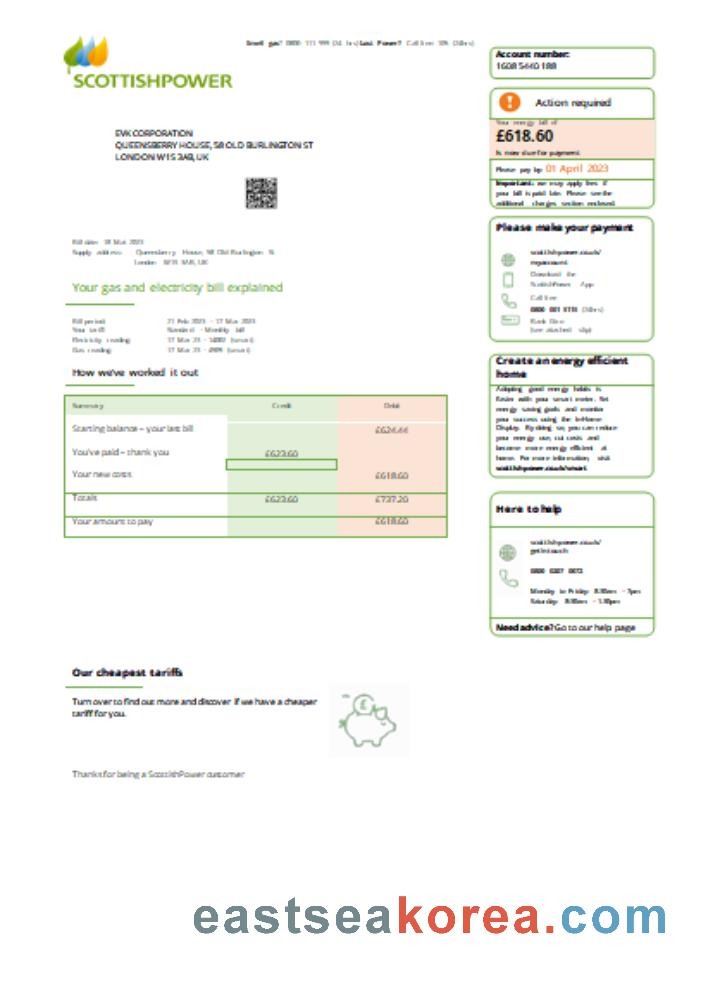 Smell gas? 0800 111 999 (24 hrs) Lost Power? Call free 105 (24hrs)
SCOTTISHPOWER
Account number:
1608 5440 188
Action required
Your energy bill of
£618.60
is now due for payment
Please pay by 01 April 2023
Important: we may apply fees if
your bill is paid late. Please see the
additional charges section enclosed
EVK CORPORATION
QUEENSBERRY HOUSE, 58 OLD BURLINGTON ST
LONDON W1S 3AB, UK
Bill date: 18 Mar 2023
Supply address: Queensberry House, 58 Old Burlington St
London W1S 3AB, UK
Your gas and electricity bill explained
Bill period 21 Feb 2023 - 17 Mar 2023
Your tariff Standard - Monthly bill
Electricity reading 17 Mar 23 - (smart)
Gas reading 17 Mar 23 - (smart)
How we've worked it out
Summary Credit Debit
Starting balance – your last bill £624.44
You've paid – thank you £623.60
Your new costs £618.60
Totals £623.60 £737.20
Your amount to pay £618.60
Please make your payment
scottishpower.co.uk/
myaccount
Download the
ScottishPower App
Call free
(24hrs)
Bank Giro
(see attached slip)
Create an energy efficient
home
Adopting good energy habits is
Easier with your smart meter. Set
energy saving goals and monitor
your success using the In-Home
Display. By doing so, you can reduce
your energy use, cut costs and
become more energy efficient at
home. For more information, visit
scottishpower.co.uk/smart
Here to help
scottishpower.co.uk/
getintouch
Monday to Friday: 8:30am - 7pm
Saturday: 8:30am - 1:30pm
Need advice? Go to our help page
Our cheapest tariffs
Turn over to find out more and discover if we have a cheaper
tariff for you.
Thanks for being a ScottishPower customer
eastseakorea.com